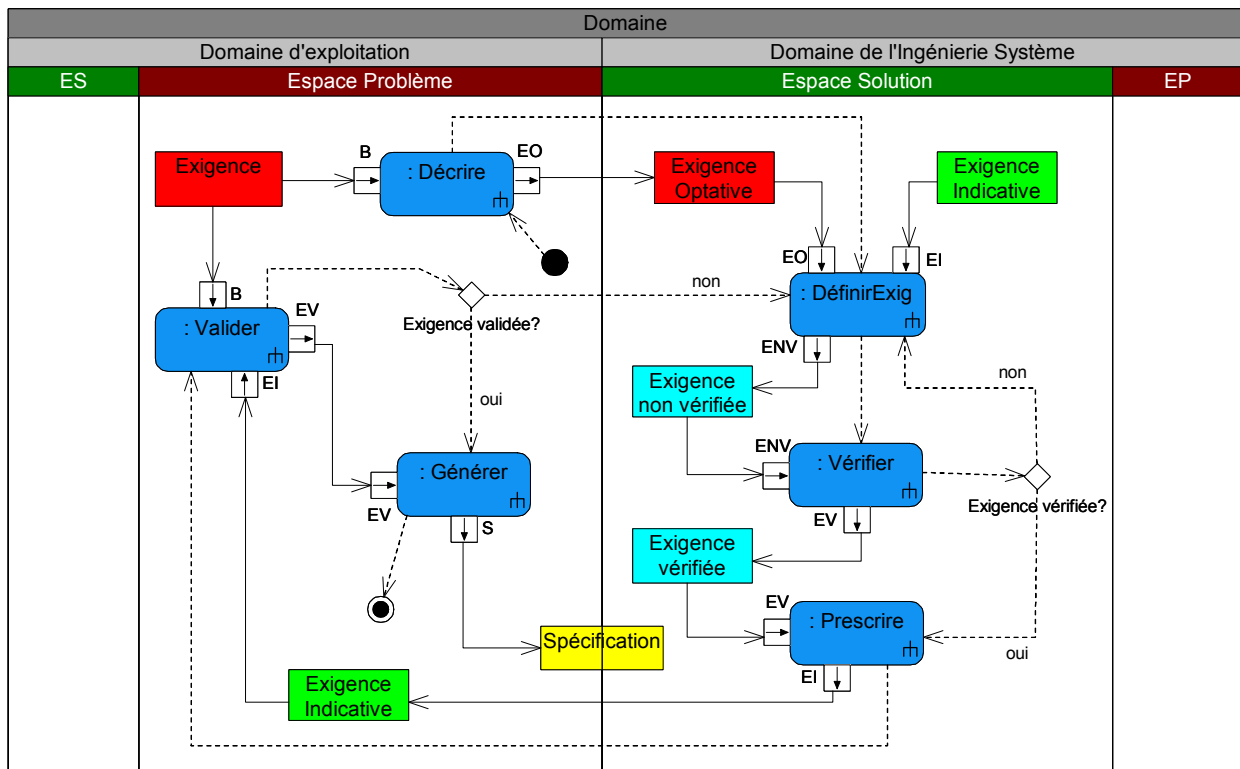 Domaine
Domaine d'exploitation
Domaine de l'Ingénierie Système
ES
Espace Problème
Espace Solution
EP
Exigence
B
: Décrire
EO
Exigence
Optative
Exigence
Indicative
B
EO
EI
: Valider
EV
EI
Exigence validée?
non
oui
: DéfinirExig
ENV
Exigence
non vérifiée
non
ENV
: Vérifier
EV
Exigence vérifiée?
: Générer
EV
S
Exigence
vérifiée
EV
: Prescrire
oui
EI
Spécification
Exigence
Indicative